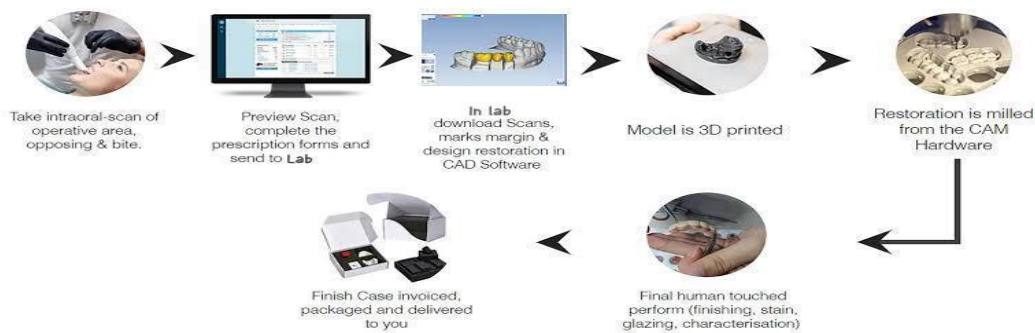 Take intraoral-scan of
operative area,
opposing & bite.
Preview Scan,
complete the
prescription forms and
send to Lab
In lab
download Scans,
marks margin &
design restoration in
CAD Software
Model is 3D printed
Restoration is milled
from the CAM
Hardware
Final human touched
perform (finishing, stain,
glazing, characterisation)
Finish Case invoiced,
packaged and delivered
to you